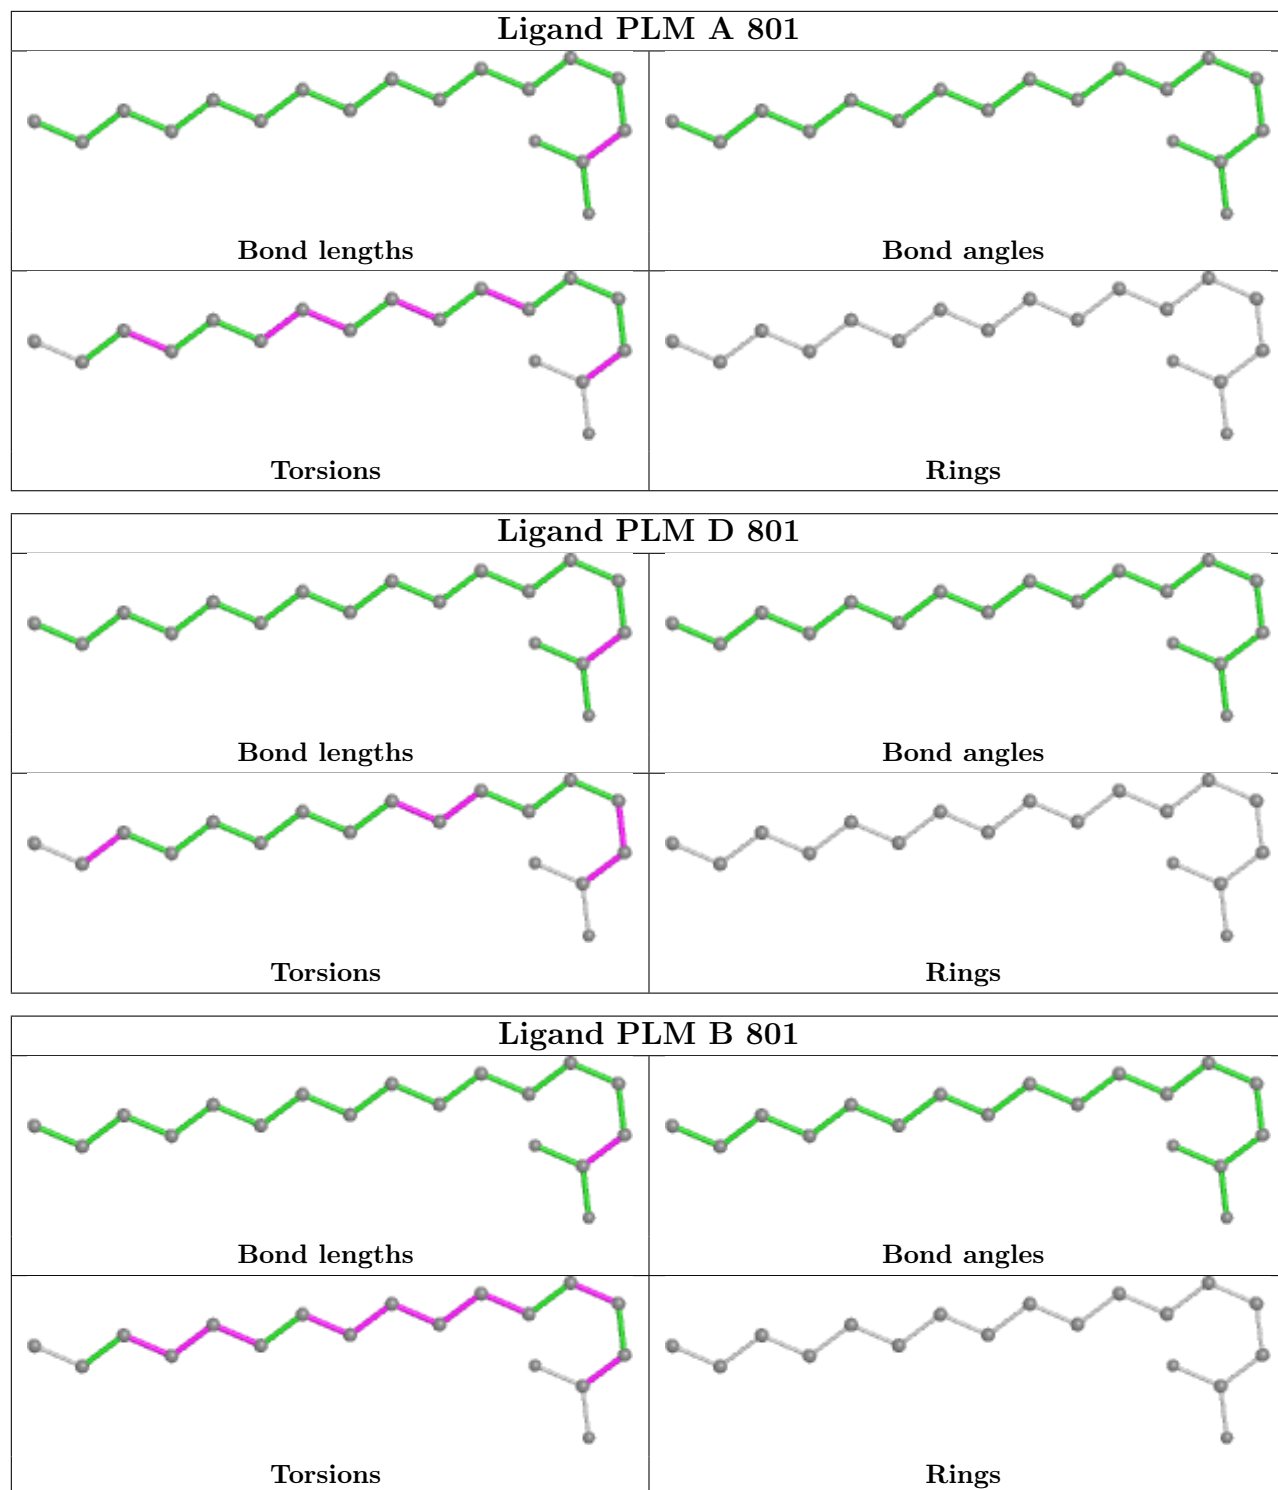 Ligand PLM A 801
Bond lengths
Bond angles
Torsions
Rings
Ligand PLM D 801
Bond lengths
Bond angles
Torsions
Rings
Ligand PLM B 801
Bond lengths
Bond angles
Torsions
Rings